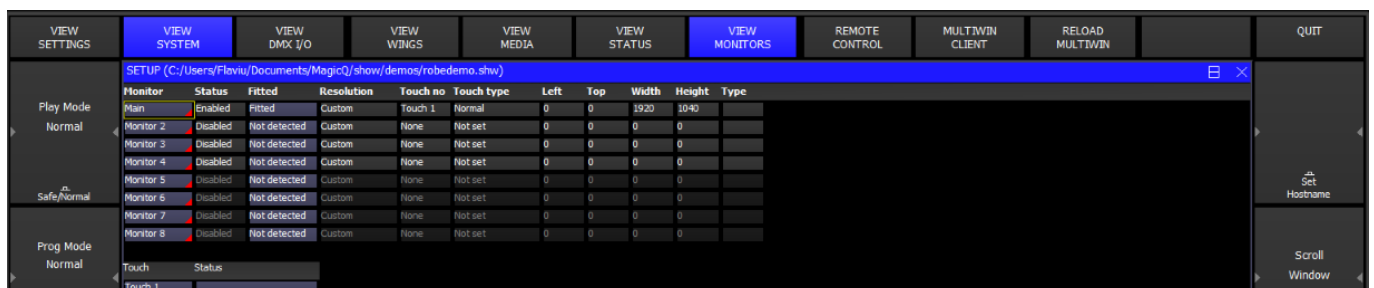 VIEW SETTINGS
VIEW SYSTEM
VIEW DMX I/O
VIEW WINGS
VIEW MEDIA
VIEW STATUS
VIEW MONITORS
REMOTE CONTROL
MULTIWIN CLIENT
RELOAD MULTIWIN
QUIT
SETUP (C:/Users/Flaviu/Documents/MagicQ/show/demos/robedemo.shw)
Monitor Status Fitted Resolution Touch no Touch type Left Top Width Height Type
Main Enabled Fitted Custom Touch 1 Normal 0 0 1920 1040
Monitor 2 Disabled Not detected Custom None Not set 0 0 0 0
Monitor 3 Disabled Not detected Custom None Not set 0 0 0 0
Monitor 4 Disabled Not detected Custom None Not set 0 0 0 0
Monitor 5 Disabled Not detected Custom None Not set 0 0 0 0
Monitor 6 Disabled Not detected Custom None Not set 0 0 0 0
Monitor 7 Disabled Not detected Custom None Not set 0 0 0 0
Monitor 8 Disabled Not detected Custom None Not set 0 0 0 0
Touch Status
Touch 1
Play Mode
Normal
Safe/Normal
Prog Mode
Normal
Set
Hostname
Scroll
Window